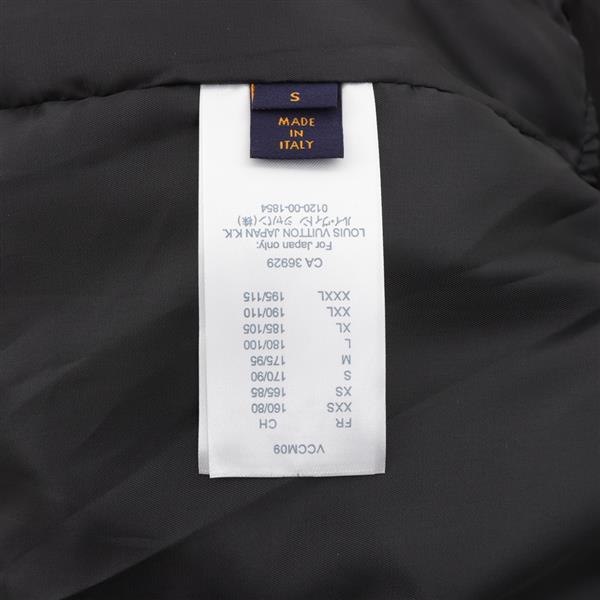 S
MADE
IN
ITALY
VCCM09
FR CH
XXS 160/80
XS 165/85
S 170/90
M 175/95
L 180/100
XL 185/105
XXL 190/110
XXXL 195/115
CA 36929
For Japan only:
LOUIS VUITTON JAPAN K.K.
ルイ・ヴィトン ジャパン(株)
0120-00-1854